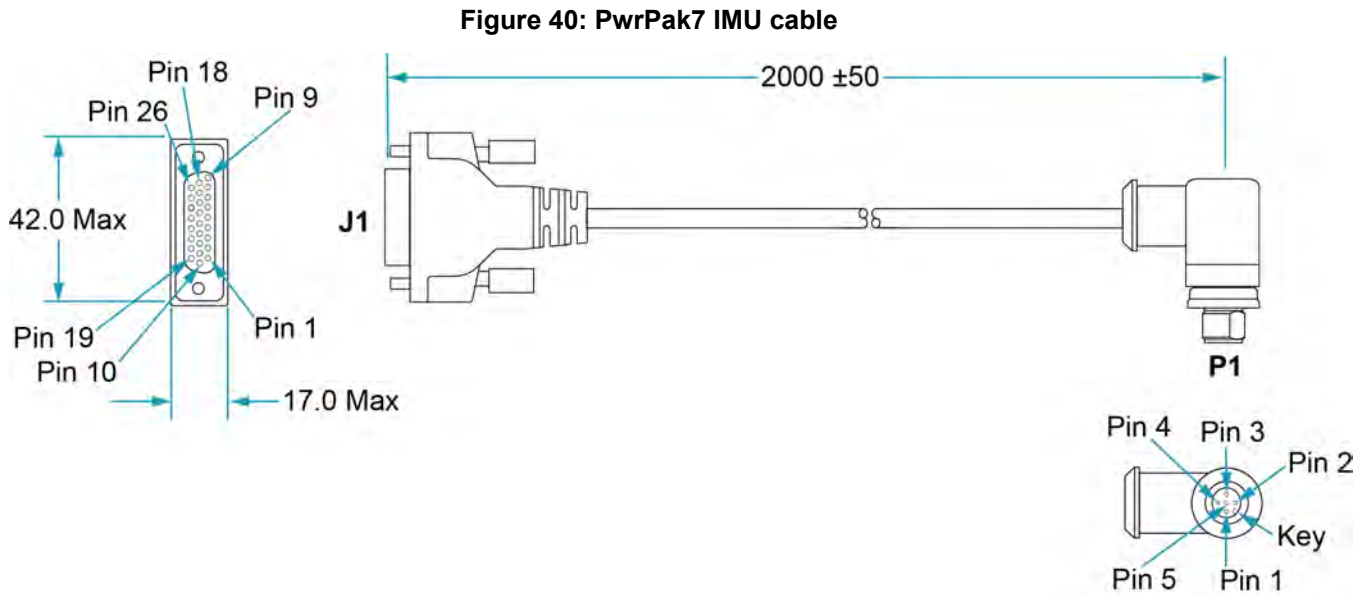 Figure 40: PwrPak7 IMU cable
2000 ±50
Pin 18
Pin 9
Pin 26
42.0 Max
J1
Pin 19
Pin 1
Pin 10
17.0 Max
P1
Pin 4
Pin 3
Pin 2
Key
Pin 5
Pin 1